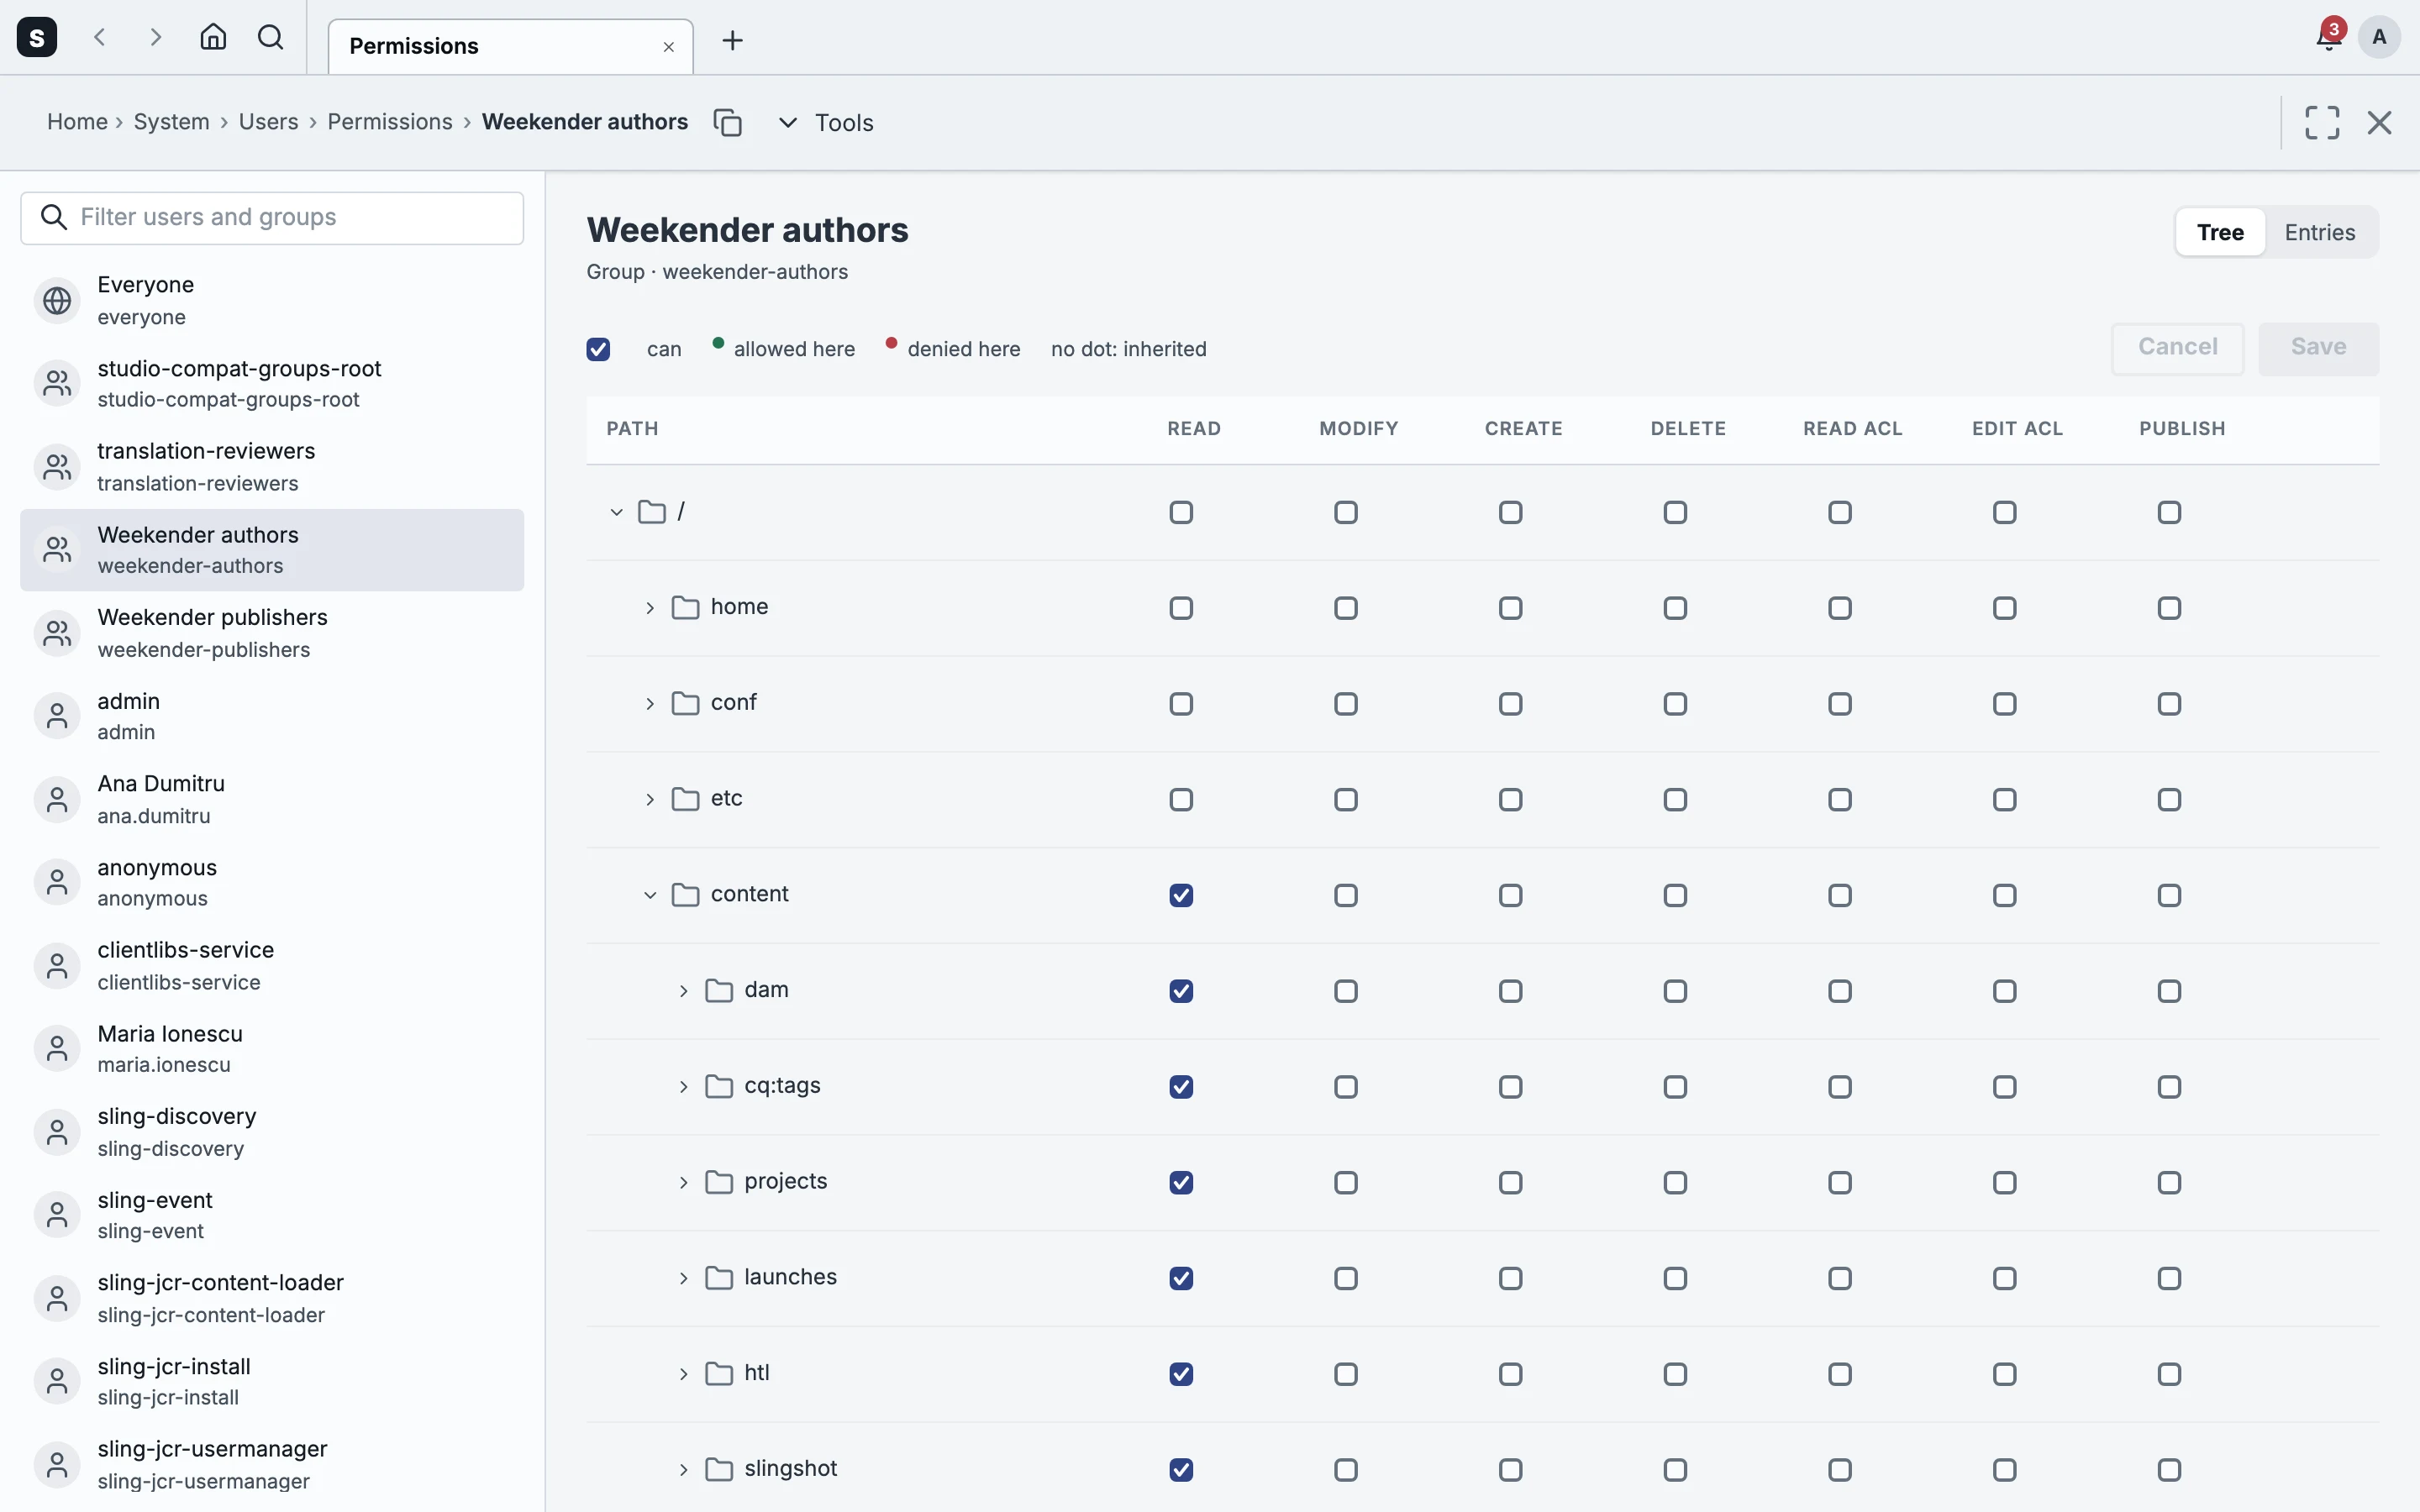 S
Permissions
3
A
Home › System › Users › Permissions › Weekender authors
Tools
Filter users and groups
Everyone
everyone
studio-compat-groups-root
studio-compat-groups-root
translation-reviewers
translation-reviewers
Weekender authors
weekender-authors
Weekender publishers
weekender-publishers
admin
admin
Ana Dumitru
ana.dumitru
anonymous
anonymous
clientlibs-service
clientlibs-service
Maria Ionescu
maria.ionescu
sling-discovery
sling-discovery
sling-event
sling-event
sling-jcr-content-loader
sling-jcr-content-loader
sling-jcr-install
sling-jcr-install
sling-jcr-usermanager
sling-jcr-usermanager
Weekender authors
Group · weekender-authors
Tree Entries
can allowed here denied here no dot: inherited
Cancel Save
PATH READ MODIFY CREATE DELETE READ ACL EDIT ACL PUBLISH
/
home
conf
etc
content
dam
cq:tags
projects
launches
htl
slingshot